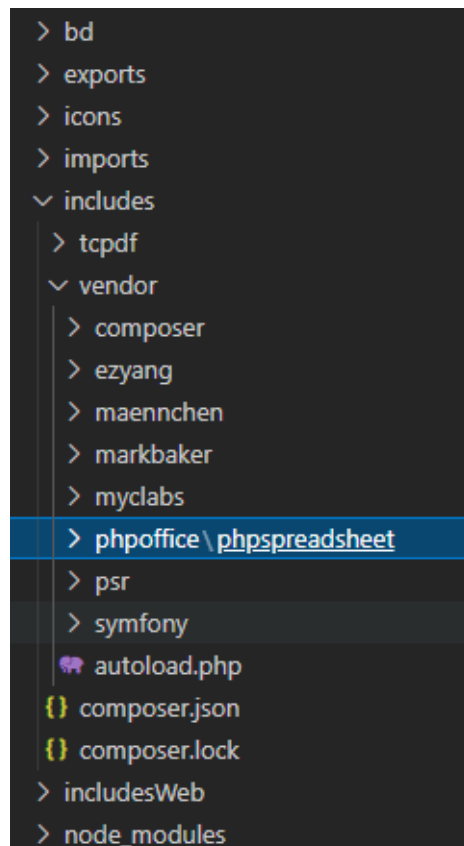 bd
exports
icons
imports
includes
tcpdf
vendor
composer
ezyang
maennchen
markbaker
myclabs
phpoffice\phpspreadsheet
psr
symfony
autoload.php
{} composer.json
{} composer.lock
includesWeb
node_modules